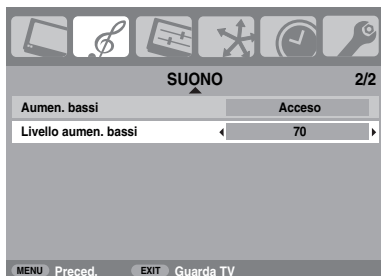 SUONO 2/2
Aumen. bassi Acceso
Livello aumen. bassi 70
MENU Preced. EXIT Guarda TV